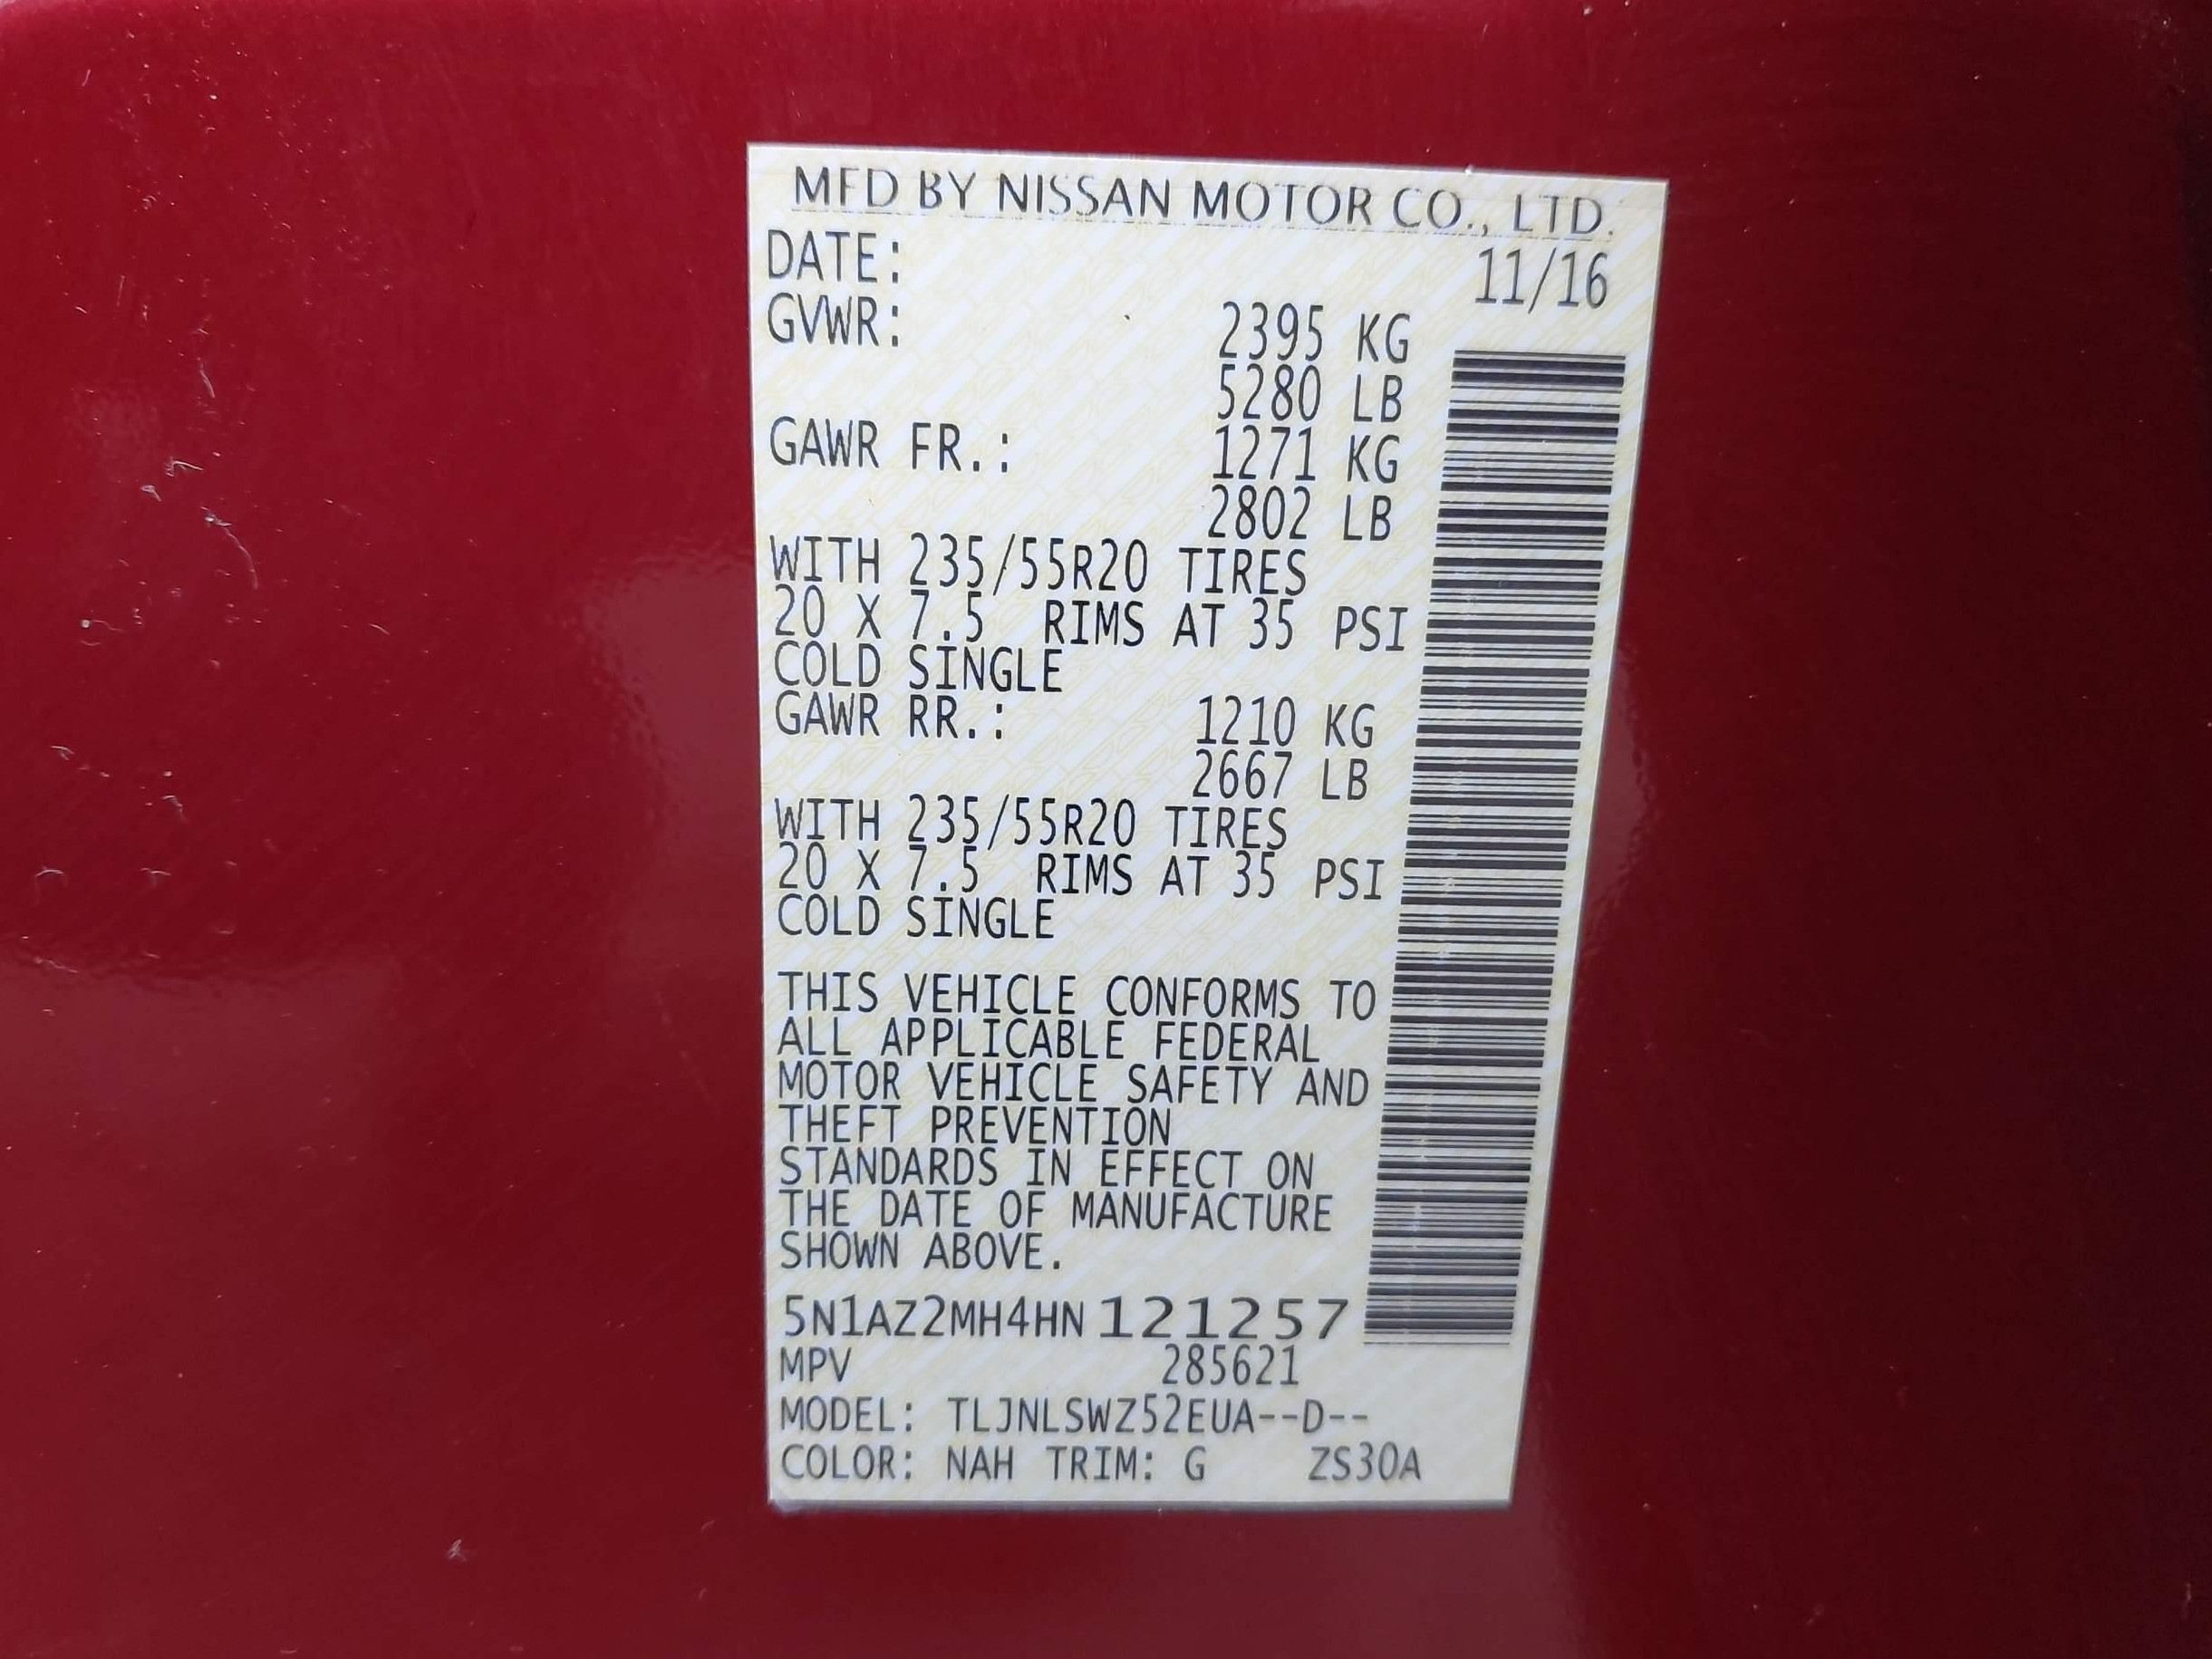 MFD BY NISSAN MOTOR CO., LTD.
DATE: 11/16
GVWR: 2395 KG
5280 LB
GAWR FR.: 1271 KG
2802 LB
WITH 235/55R20 TIRES
20 X 7.5 RIMS AT 35 PSI
COLD SINGLE
GAWR RR.: 1210 KG
2667 LB
WITH 235/55R20 TIRES
20 X 7.5 RIMS AT 35 PSI
COLD SINGLE
THIS VEHICLE CONFORMS TO
ALL APPLICABLE FEDERAL
MOTOR VEHICLE SAFETY AND
THEFT PREVENTION
STANDARDS IN EFFECT ON
THE DATE OF MANUFACTURE
SHOWN ABOVE.
5N1AZ2MH4HN121257
MPV 285621
MODEL: TLJNLSWZ52EUA--D--
COLOR: NAH TRIM: G ZS30A